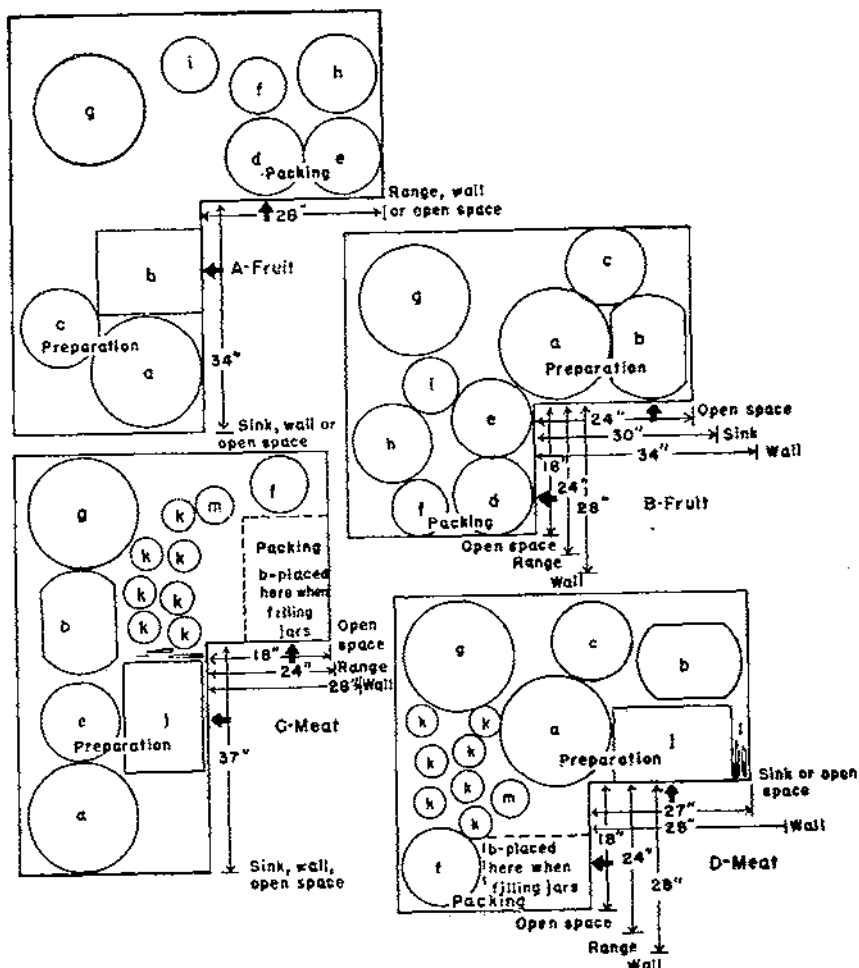 i
h
f
g
d
e
Packing
Range, wall
or open space
28"
b
A-Fruit
c
Preparation
a
34"
Sink, wall or
open space
c
g
a
b
Preparation
i
e
h
24"
Open space
30"
Sink
34"
Wall
18"
24"
28"
f
d
Packing
B-Fruit
Open space
Range
Wall
g
k
m
f
Packing
b-placed
here when
filling
jars
k
k
b
k
k
k
k
Open
space
18"
24"
Range
28"
Wall
j
C-Meat
Preparation
37"
a
Sink, wall,
open space
g
c
b
k
k
a
j
Preparation
k
k
k
k
m
k
Sink or open
space
27"
28"
Wall
18"
24"
28"
f
b-placed
here when
filling jars
Packing
D-Meat
Open space
Range
Wall